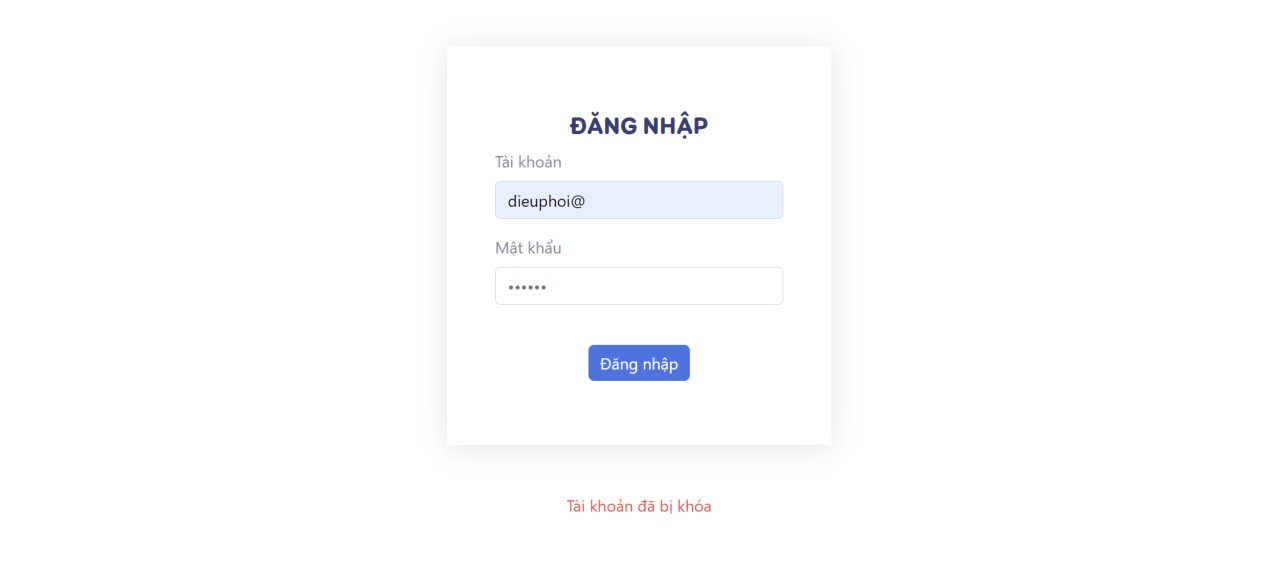 ĐĂNG NHẬP
Tài khoản
dieuphoi@
Mật khẩu
••••••
Đăng nhập
Tài khoản đã bị khóa